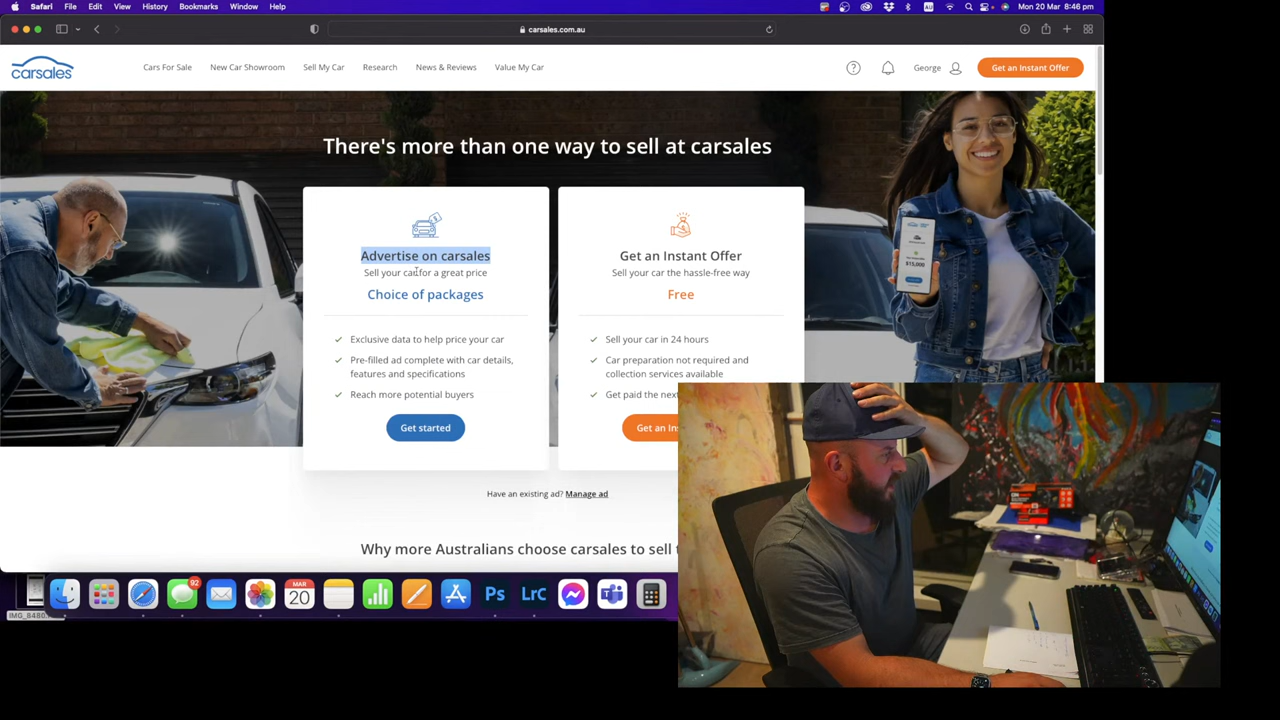 Safari File Edit View History Bookmarks Window Help
AU
Mon 20 Mar 8:46 pm
carsales.com.au
carsales
Cars For Sale
New Car Showroom
Sell My Car
Research
News & Reviews
Value My Car
George
Get an Instant Offer
There's more than one way to sell at carsales
Advertise on carsales
Sell your car for a great price
Choice of packages
Exclusive data to help price your car
Pre-filled ad complete with car details,
features and specifications
Reach more potential buyers
Get started
Get an Instant Offer
Sell your car the hassle-free way
Free
Sell your car in 24 hours
Car preparation not required and
collection services available
Get paid the next
Get an Ins
$15,000
Have an existing ad? Manage ad
Why more Australians choose carsales to sell t
92
MAR
20
Ps
LrC